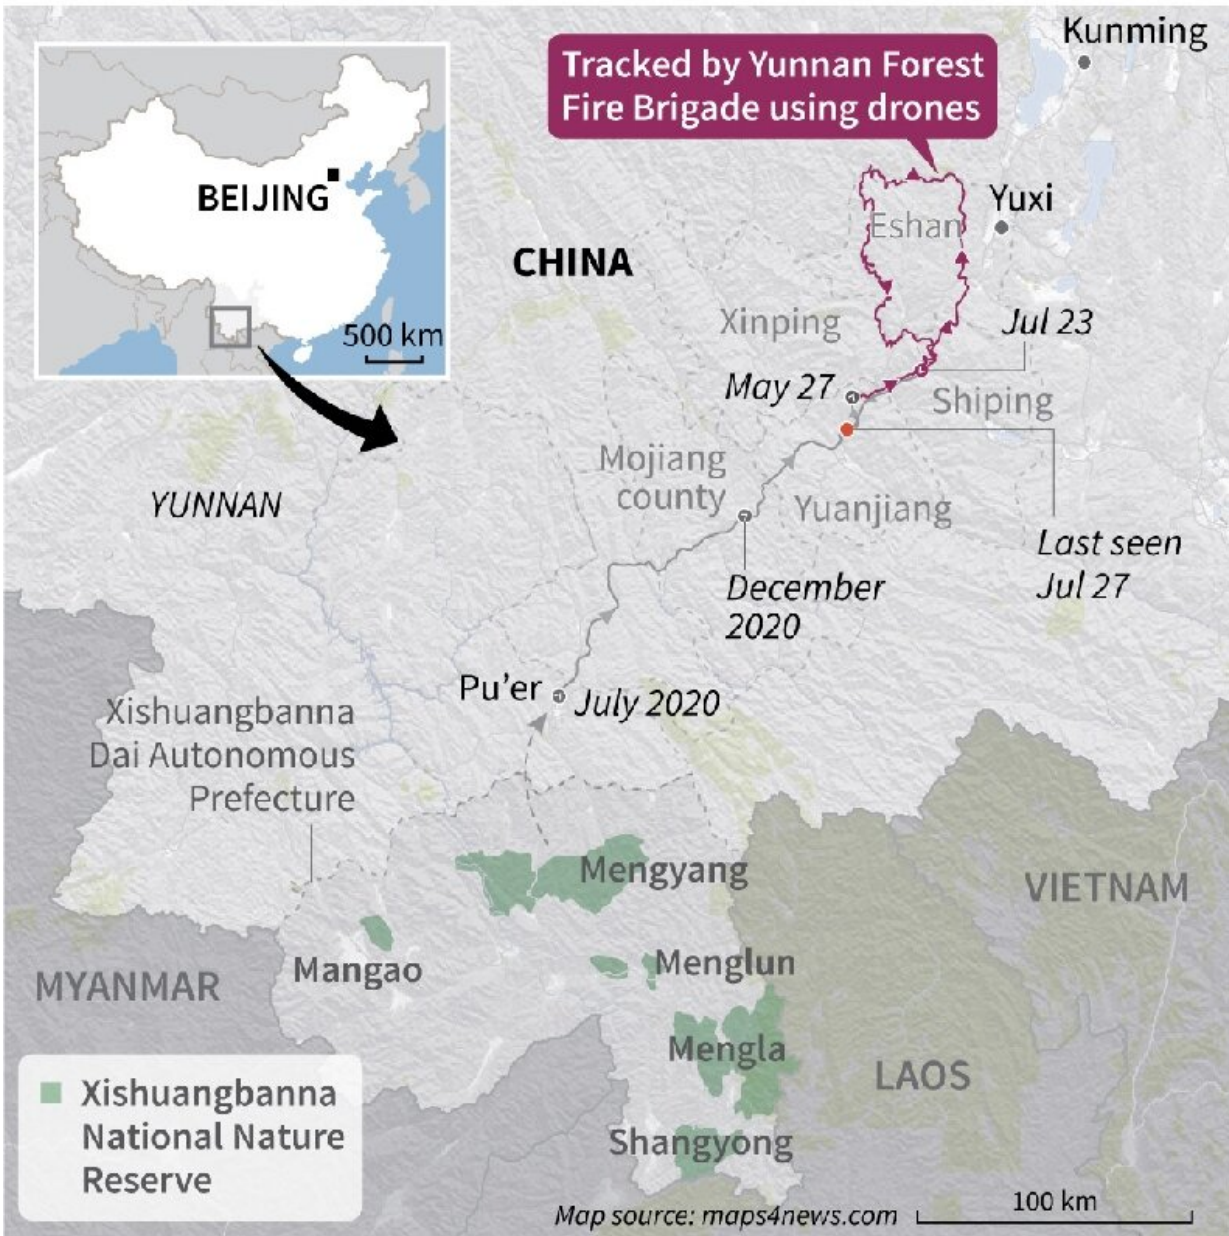 Kunming
Tracked by Yunnan Forest
Fire Brigade using drones
BEIJING
500 km
Yuxi
Eshan
CHINA
Xinping
Jul 23
May 27
Shiping
Mojiang
county
Yuanjiang
YUNNAN
Last seen
Jul 27
December
2020
Pu’er
July 2020
Xishuangbanna
Dai Autonomous
Prefecture
Mengyang
VIETNAM
Mangao
Menglun
MYANMAR
Mengla
LAOS
Xishuangbanna
National Nature
Reserve
Shangyong
100 km
Map source: maps4news.com